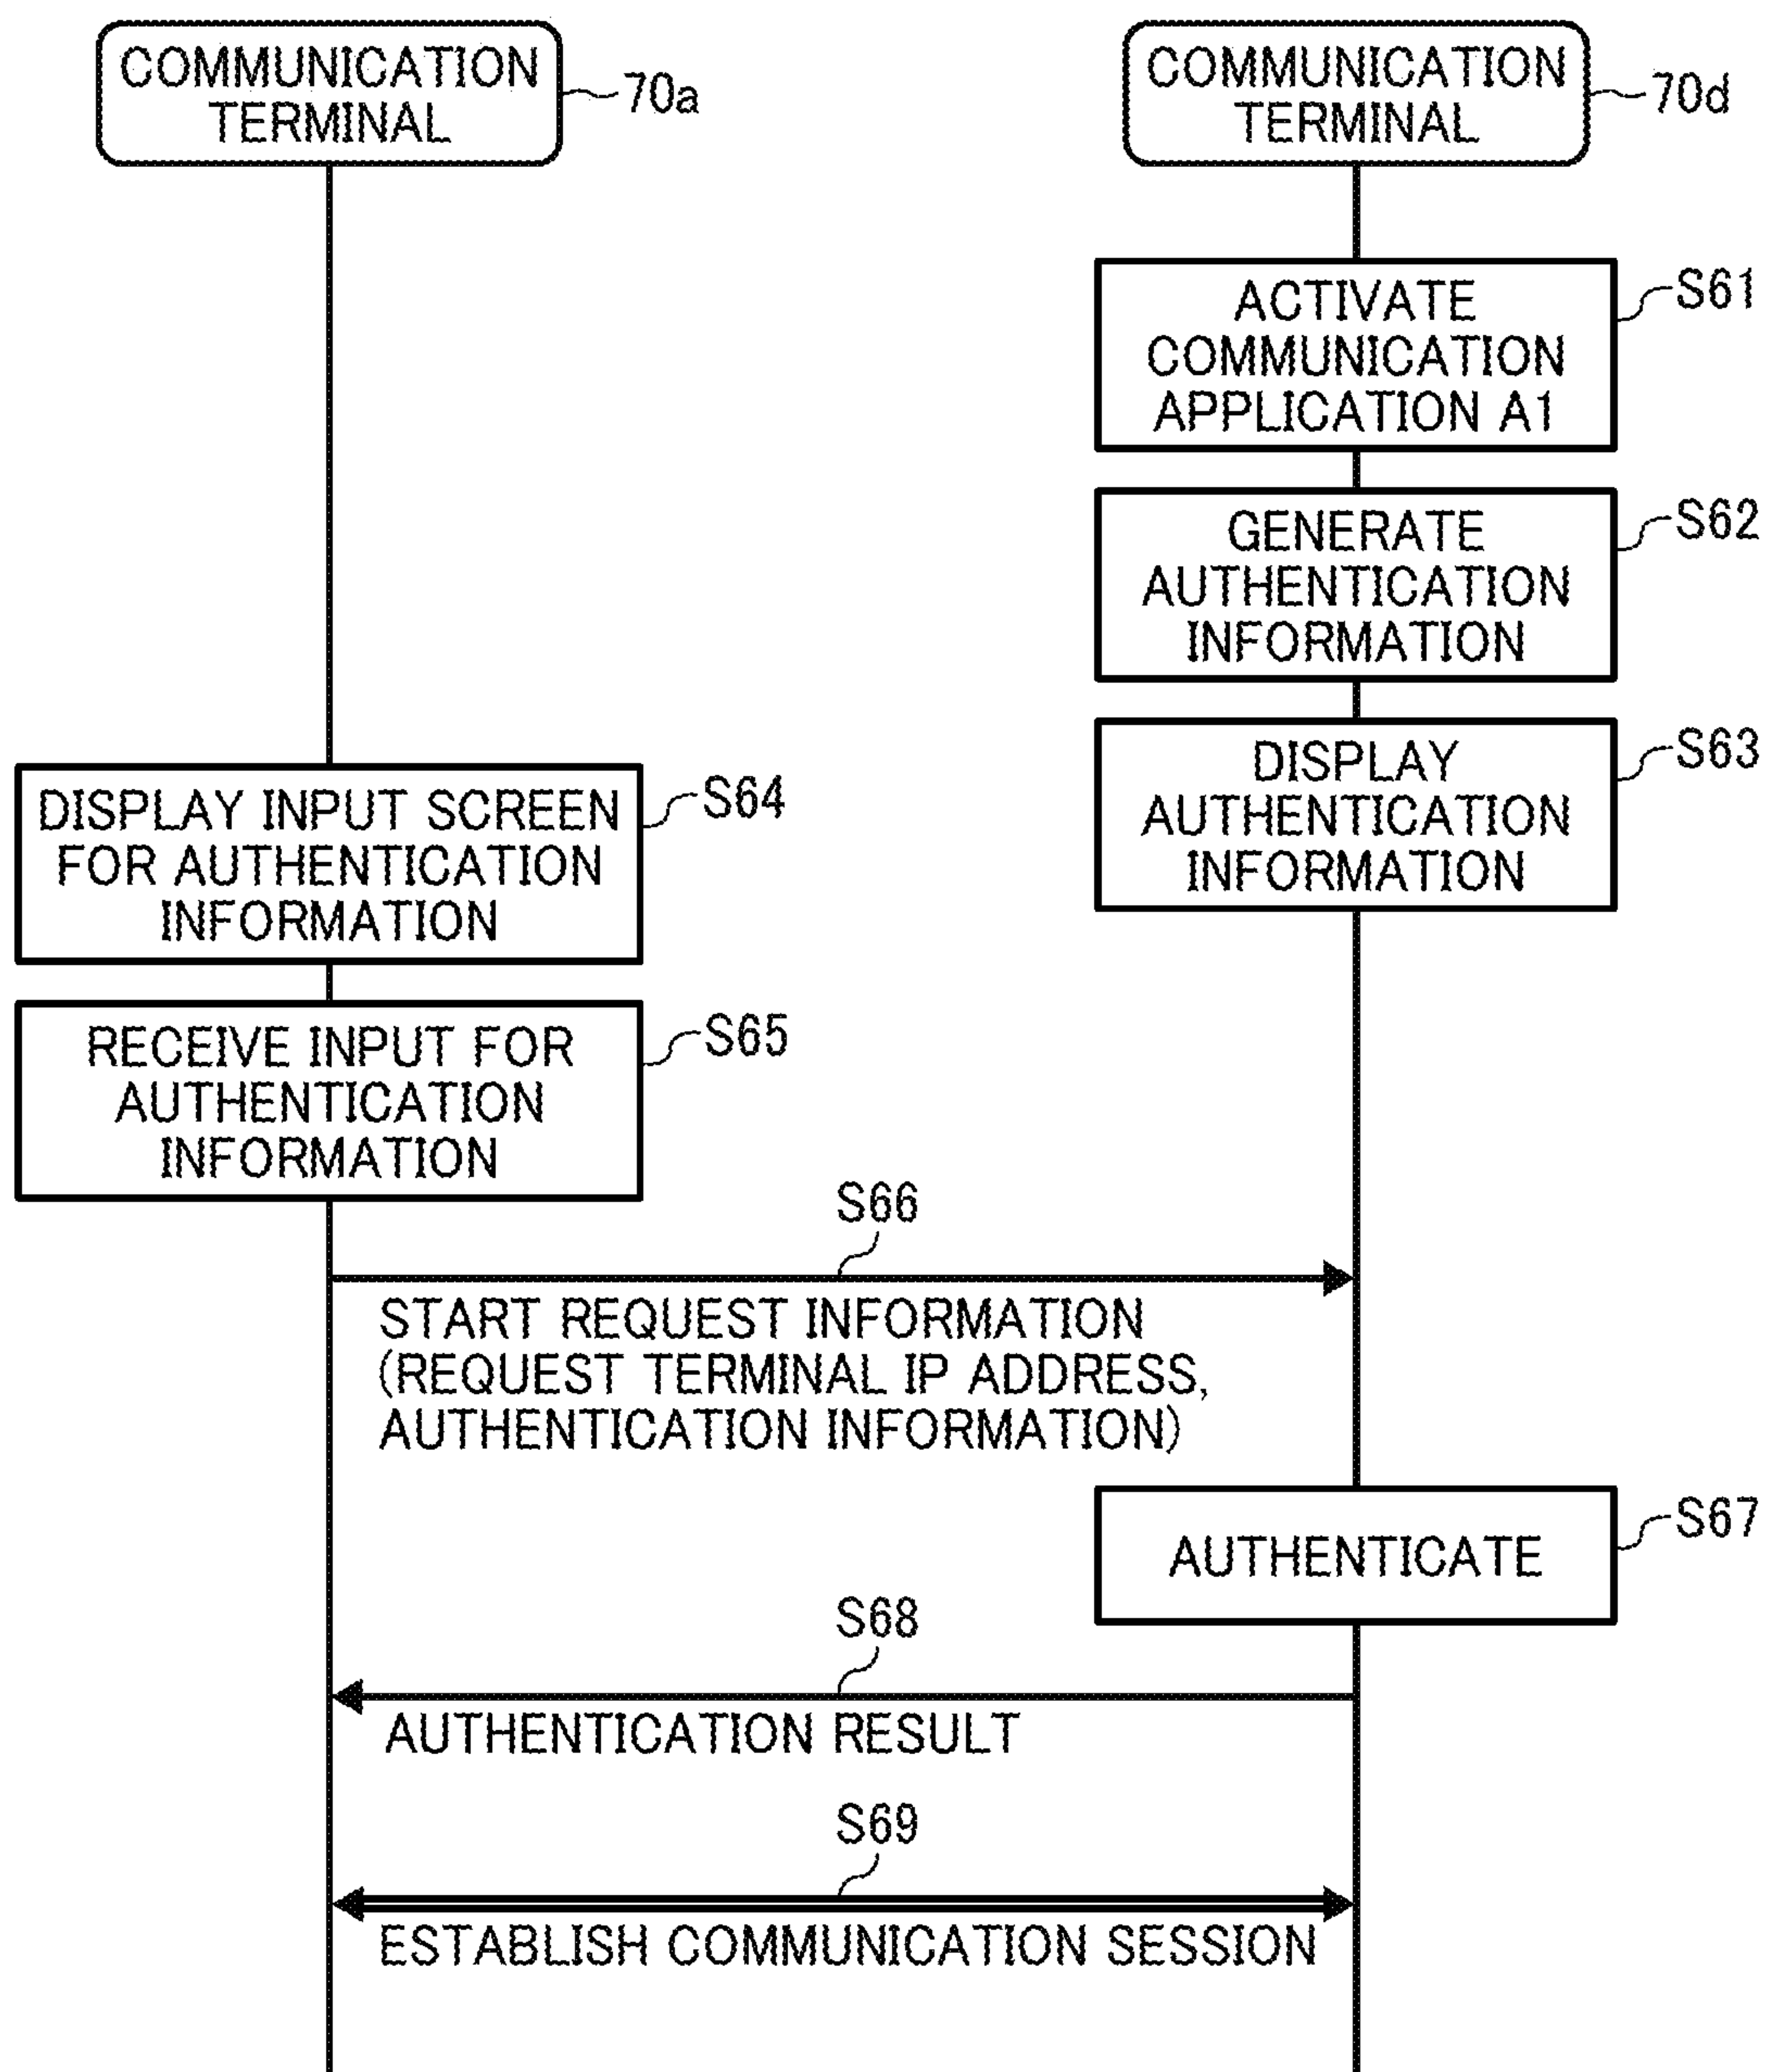 COMMUNICATION
TERMINAL
70a
COMMUNICATION
TERMINAL
70d
ACTIVATE
COMMUNICATION
APPLICATION A1
S61
GENERATE
AUTHENTICATION
INFORMATION
S62
DISPLAY
AUTHENTICATION
INFORMATION
S63
DISPLAY INPUT SCREEN
FOR AUTHENTICATION
INFORMATION
S64
RECEIVE INPUT FOR
AUTHENTICATION
INFORMATION
S65
S66
START REQUEST INFORMATION
(REQUEST TERMINAL IP ADDRESS,
AUTHENTICATION INFORMATION)
AUTHENTICATE
S67
S68
AUTHENTICATION RESULT
S69
ESTABLISH COMMUNICATION SESSION